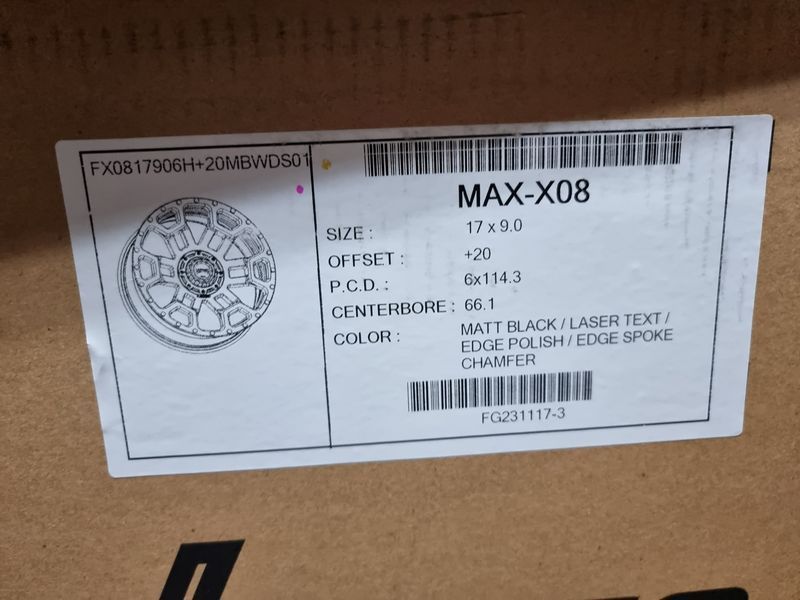 FX0817906H+20MBWDS01
MAX-X08
SIZE : 17 x 9.0
OFFSET : +20
P.C.D. : 6x114.3
CENTERBORE : 66.1
COLOR : MATT BLACK / LASER TEXT /
EDGE POLISH / EDGE SPOKE
CHAMFER
FG231117-3